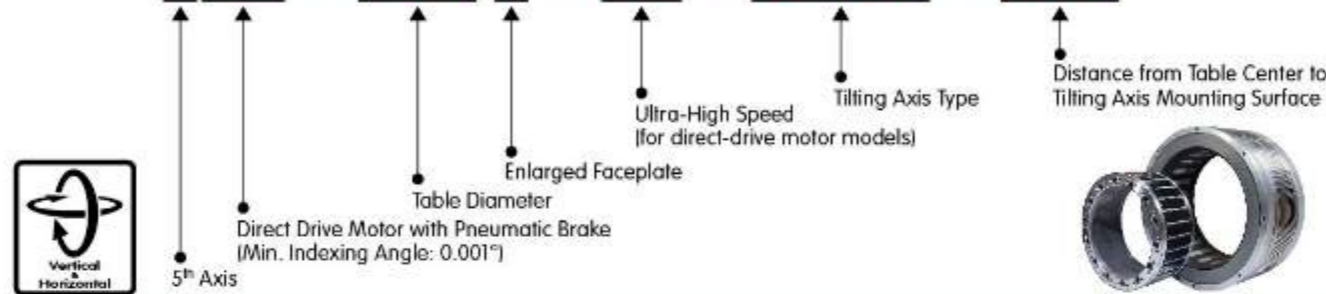 Distance from Table Center to
Tilting Axis Mounting Surface
Tilting Axis Type
Ultra-High Speed
(for direct-drive motor models)
Enlarged Faceplate
Table Diameter
Direct Drive Motor with Pneumatic Brake
(Min. Indexing Angle: 0.001°)
5th Axis
Vertical
&
Horizontal